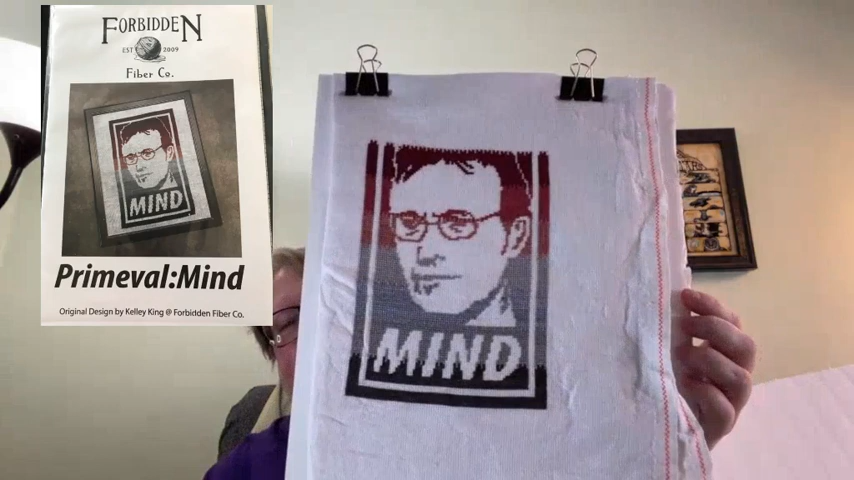 FORBIDDEN
EST 2009
Fiber Co.
MIND
Primeval:Mind
Original Design by Kelley King @ Forbidden Fiber Co.
MIND